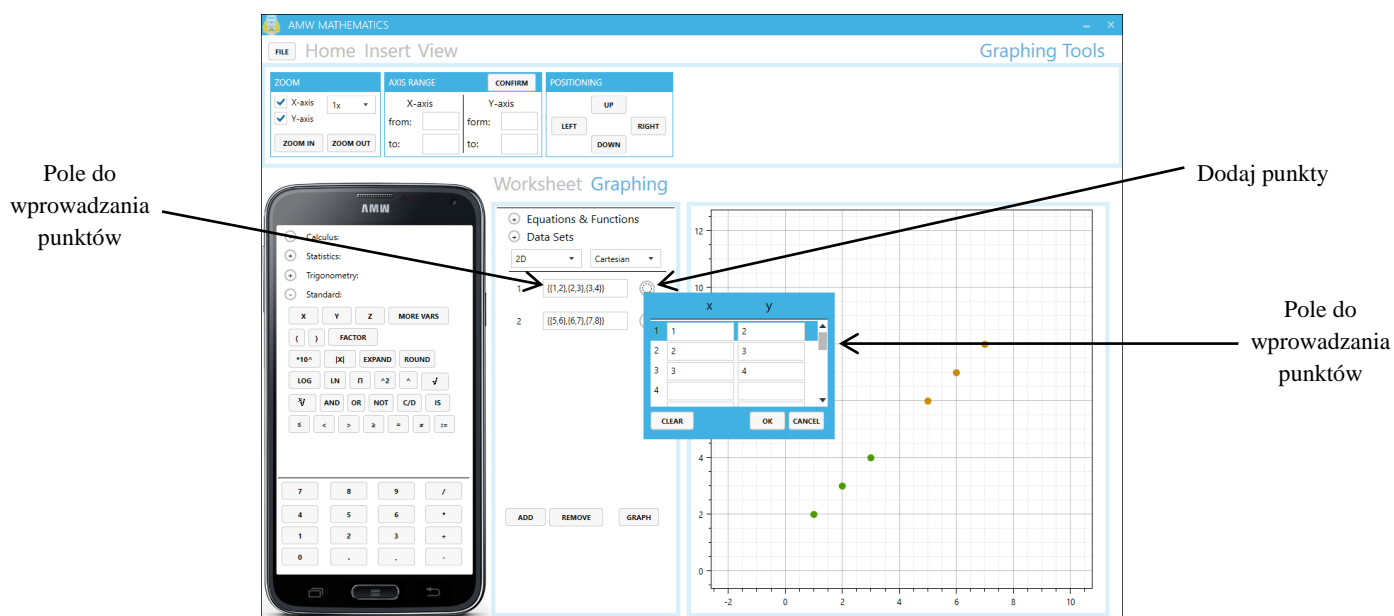 AMW MATHEMATICS
FILE Home Insert View Graphing Tools
ZOOM
X-axis 1x
Y-axis
ZOOM IN ZOOM OUT
AXIS RANGE CONFIRM
X-axis Y-axis
from: form:
to: to:
POSITIONING
UP
LEFT RIGHT
DOWN
Pole do
wprowadzania
punktów
Dodaj punkty
Pole do
wprowadzania
punktów
AMW
Calculus:
+ Statistics:
+ Trigonometry:
- Standard:
X Y Z MORE VARS
( ) FACTOR
*10^ |X| EXPAND ROUND
LOG LN Π ^2 ^ √
∛ AND OR NOT C/D IS
≤ < > ≥ = ≠ :=
7 8 9 /
4 5 6 *
1 2 3 +
0 . , -
Worksheet Graphing
+ Equations & Functions
+ Data Sets
2D Cartesian
1 {{1,2},{2,3},{3,4}}
2 {{5,6},{6,7},{7,8}}
ADD REMOVE GRAPH
x y
1 1 2
2 2 3
3 3 4
4
CLEAR OK CANCEL
12
10
4
2
0
-2 0 2 4 6 8 10